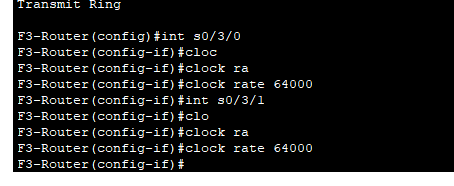 Transmit Ring
F3-Router(config)#int s0/3/0
F3-Router(config-if)#cloc
F3-Router(config-if)#clock ra
F3-Router(config-if)#clock rate 64000
F3-Router(config-if)#int s0/3/1
F3-Router(config-if)#clo
F3-Router(config-if)#clock ra
F3-Router(config-if)#clock rate 64000
F3-Router(config-if)#